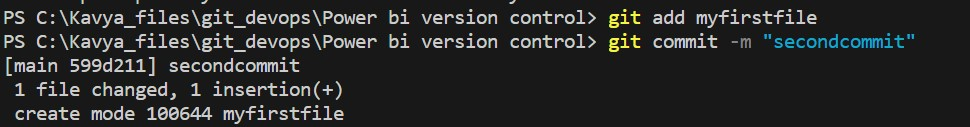 PS C:\Kavya_files\git_devops\Power bi version control> git add myfirstfile
PS C:\Kavya_files\git_devops\Power bi version control> git commit -m "secondcommit"
[main 599d211] secondcommit
 1 file changed, 1 insertion(+)
 create mode 100644 myfirstfile